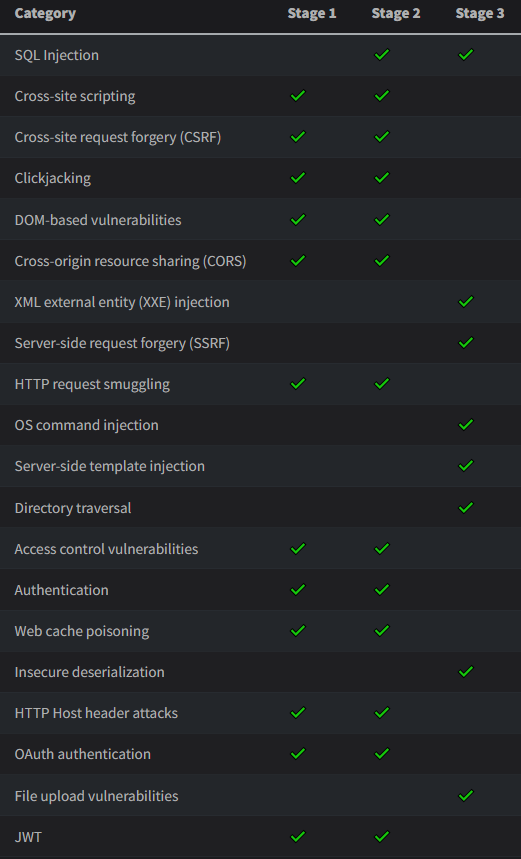 Category Stage 1 Stage 2 Stage 3
SQL Injection ✓ ✓
Cross-site scripting ✓ ✓
Cross-site request forgery (CSRF) ✓ ✓
Clickjacking ✓ ✓
DOM-based vulnerabilities ✓ ✓
Cross-origin resource sharing (CORS) ✓ ✓
XML external entity (XXE) injection ✓
Server-side request forgery (SSRF) ✓
HTTP request smuggling ✓ ✓
OS command injection ✓
Server-side template injection ✓
Directory traversal ✓
Access control vulnerabilities ✓ ✓
Authentication ✓ ✓
Web cache poisoning ✓ ✓
Insecure deserialization ✓
HTTP Host header attacks ✓ ✓
OAuth authentication ✓ ✓
File upload vulnerabilities ✓
JWT ✓ ✓